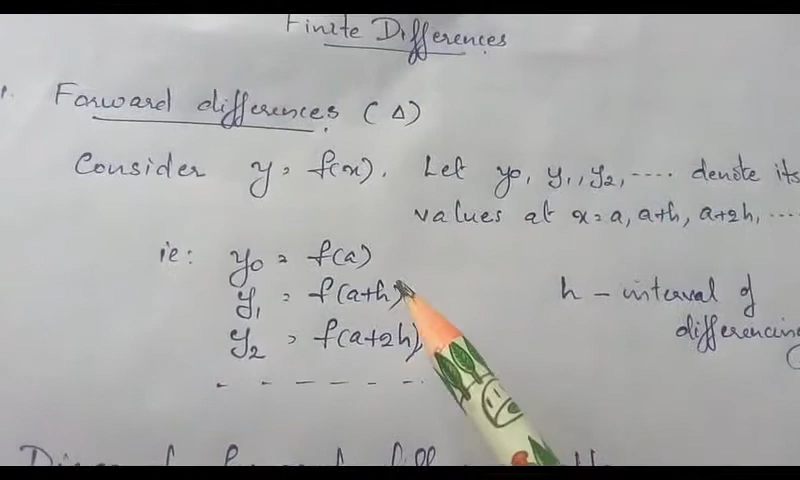 Finite Differences
1. Forward differences (Δ)
Consider y = f(x). Let y0, y1, y2, .... denote its
values at x = a, a+h, a+2h, ....
ie: y0 = f(a)
y1 = f(a+h)
y2 = f(a+2h)
h - interval of
differencing
- - - - - -